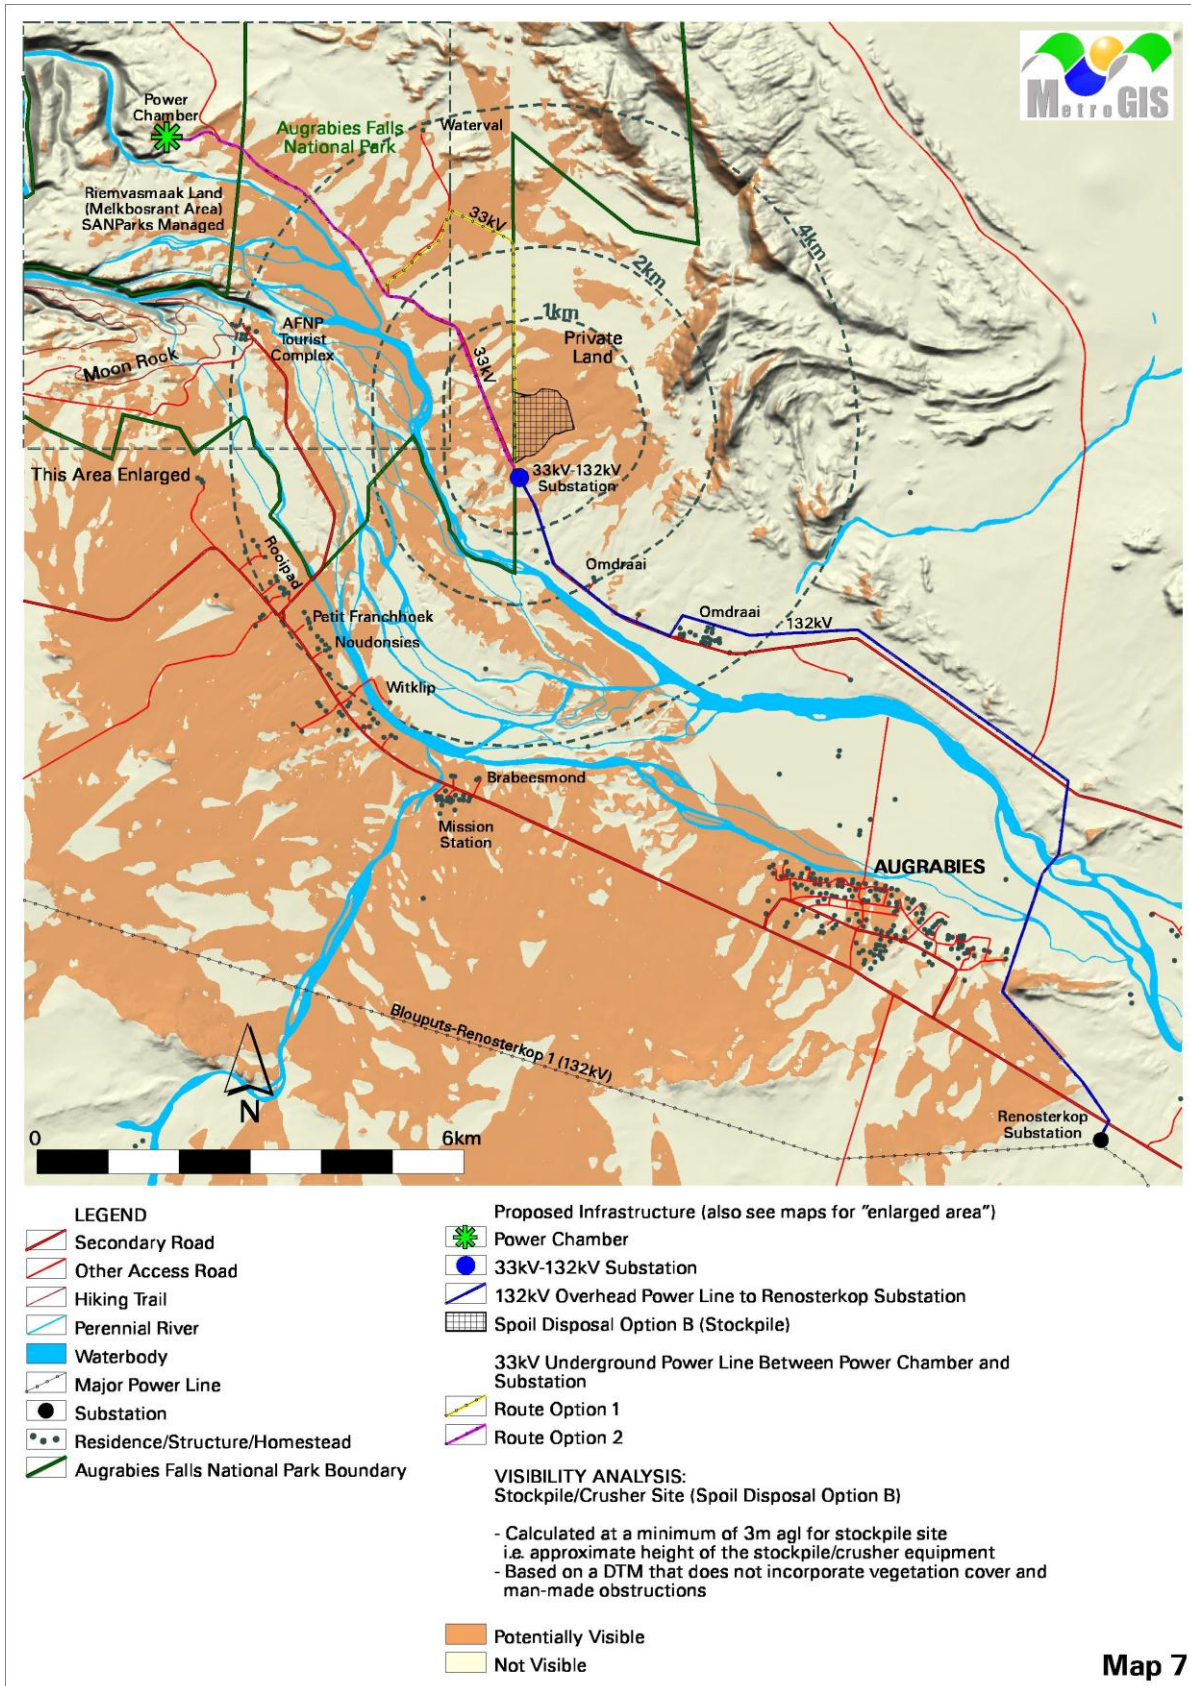 MetroGIS
Power
Chamber
Augrabies Falls
National Park
Waterval
Riemvasmaak Land
(Melkbosrant Area)
SANParks Managed
33kV
4km
2km
1km
Private
Land
AFNP
Tourist
Complex
Moon Rock
33kV
This Area Enlarged
33kV-132kV
Substation
Rooipad
Omdraai
Omdraai
132kV
Petit Franchhoek
Noudonsies
Witklip
Brabeesmond
Mission
Station
AUGRABIES
Blouputs-Renosterkop 1 (132kV)
N
Renosterkop
Substation
0
6km
LEGEND
Secondary Road
Other Access Road
Hiking Trail
Perennial River
Waterbody
Major Power Line
Substation
Residence/Structure/Homestead
Augrabies Falls National Park Boundary
Proposed Infrastructure (also see maps for "enlarged area")
Power Chamber
33kV-132kV Substation
132kV Overhead Power Line to Renosterkop Substation
Spoil Disposal Option B (Stockpile)
33kV Underground Power Line Between Power Chamber and
Substation
Route Option 1
Route Option 2
VISIBILITY ANALYSIS:
Stockpile/Crusher Site (Spoil Disposal Option B)
- Calculated at a minimum of 3m agl for stockpile site
i.e. approximate height of the stockpile/crusher equipment
- Based on a DTM that does not incorporate vegetation cover and
man-made obstructions
Potentially Visible
Not Visible
Map 7